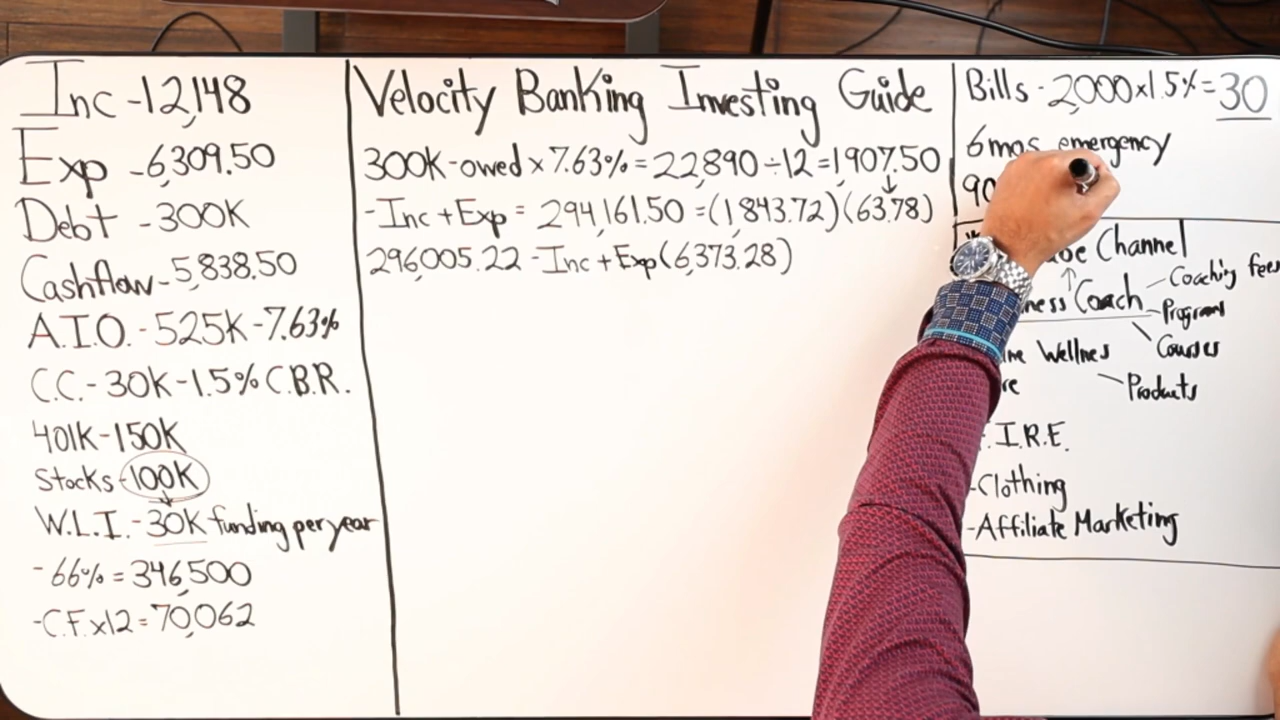 Inc -12,148
Exp -6,309.50
Debt -300K
Cashflow-5,838.50
A.I.O. -525K-7.63%
C.C.-30K-1.5% C.B.R.
401K-150K
Stocks-100K
W.L.I.-30K funding per year
-66% = 346,500
-C.F.x12=70,062
Velocity Banking Investing Guide
300K-owed x 7.63% = 22,890 ÷ 12 = 1,907.50
-Inc + Exp = 294,161.50 = (1,843.72)(63.78)
296,005.22 -Inc + Exp(6,373.28)
Bills - 2,000 x 1.5% = 30
6mos emergency
90
Channel
Coach
Coaching fees
Program
Courses
Wellnes
Products
.I.R.E.
-Clothing
-Affiliate Marketing